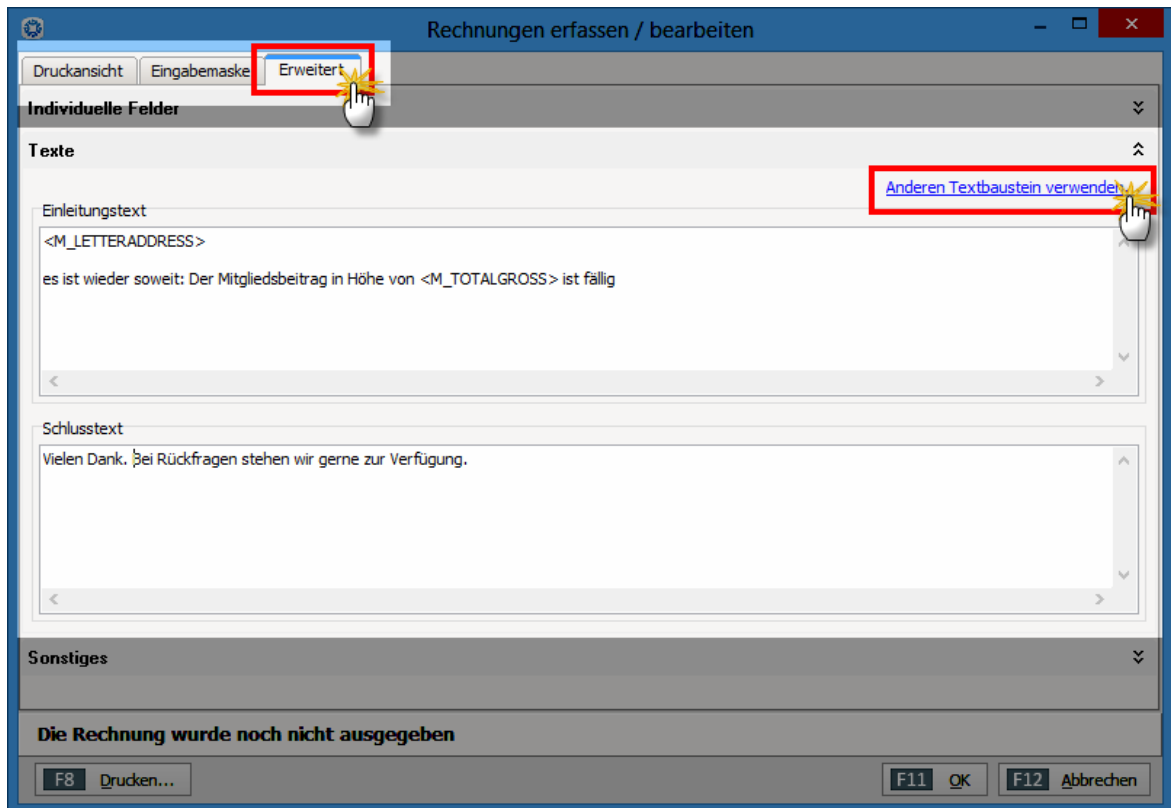 Rechnungen erfassen / bearbeiten
Druckansicht Eingabemaske Erweitert
Individuelle Felder
Texte
Anderen Textbaustein verwenden
Einleitungstext
<M_LETTERADDRESS>
es ist wieder soweit: Der Mitgliedsbeitrag in Höhe von <M_TOTALGROSS> ist fällig
Schlusstext
Vielen Dank. Bei Rückfragen stehen wir gerne zur Verfügung.
Sonstiges
Die Rechnung wurde noch nicht ausgegeben
F8 Drucken... F11 OK F12 Abbrechen